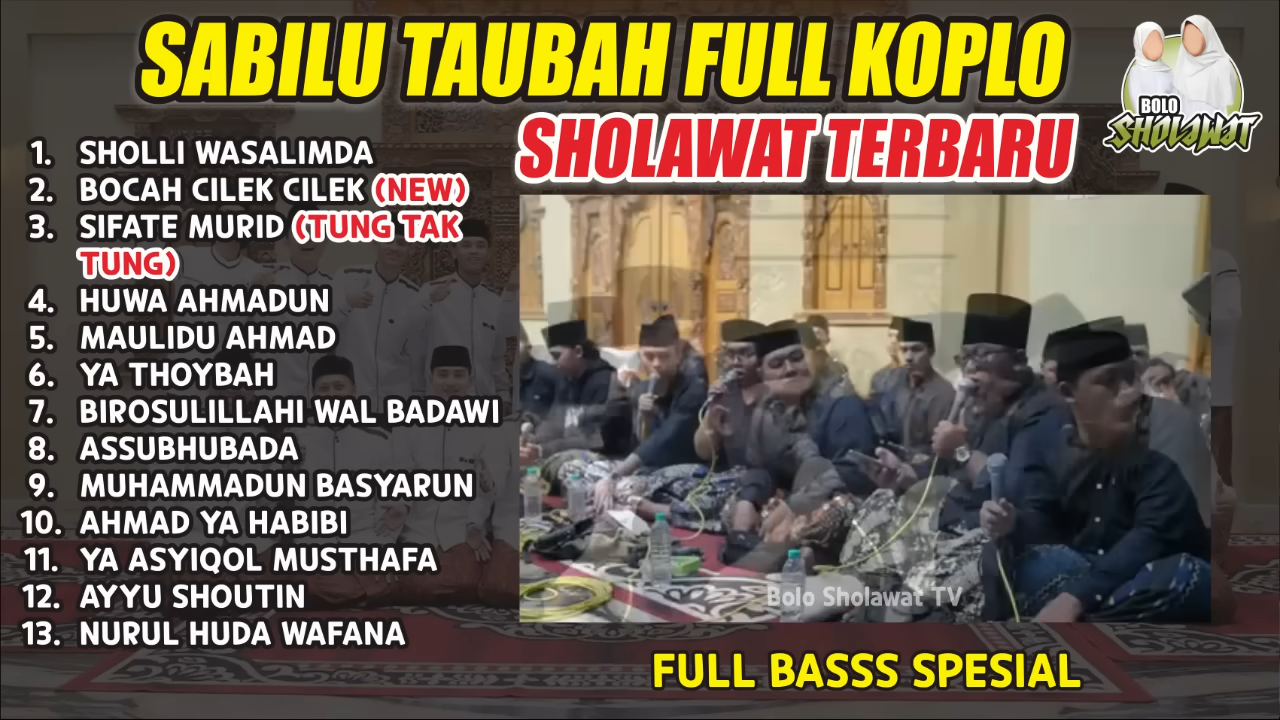 SABILU TAUBAH FULL KOPLO
SHOLAWAT TERBARU
BOLO
SHOLAWAT
1. SHOLLI WASALIMDA
2. BOCAH CILEK CILEK (NEW)
3. SIFATE MURID (TUNG TAK
TUNG)
4. HUWA AHMADUN
5. MAULIDU AHMAD
6. YA THOYBAH
7. BIROSULILLAHI WAL BADAWI
8. ASSUBHUBADA
9. MUHAMMADUN BASYARUN
10. AHMAD YA HABIBI
11. YA ASYIQOL MUSTHAFA
12. AYYU SHOUTIN
13. NURUL HUDA WAFANA
Bolo Sholawat TV
FULL BASSS SPESIAL